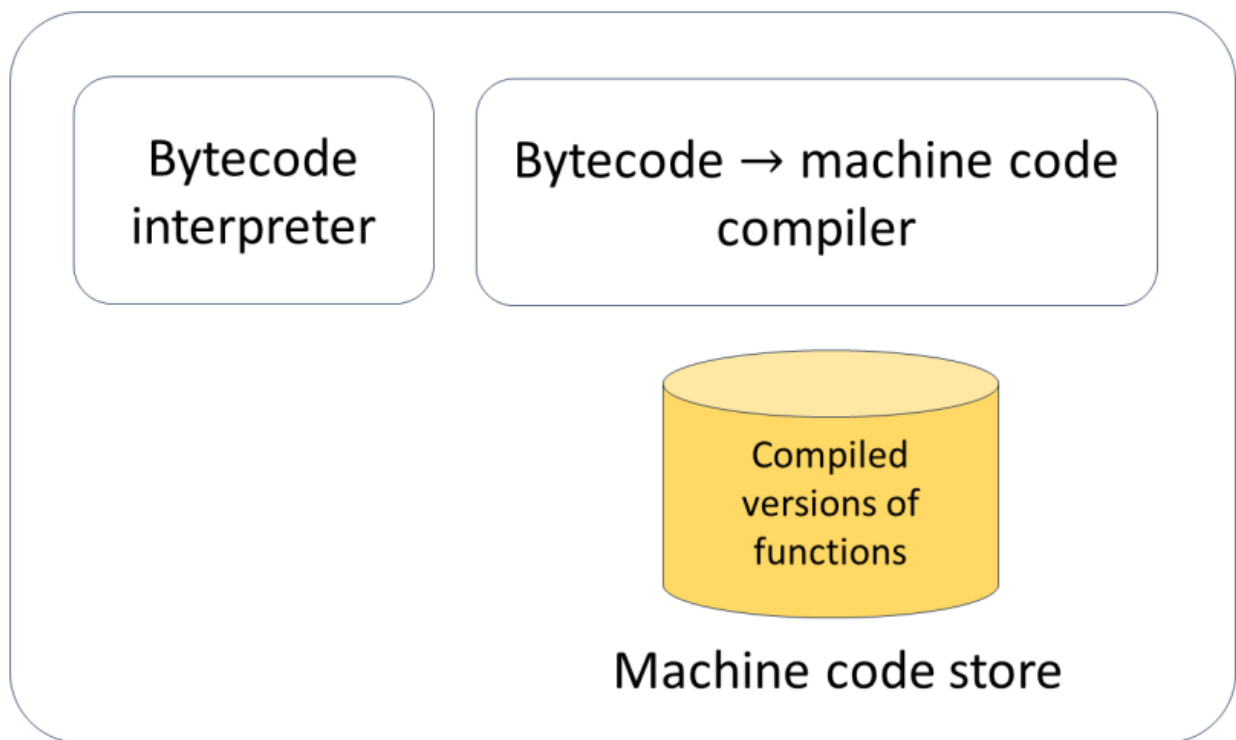 Bytecode
interpreter
Bytecode → machine code
compiler
Compiled
versions of
functions
Machine code store